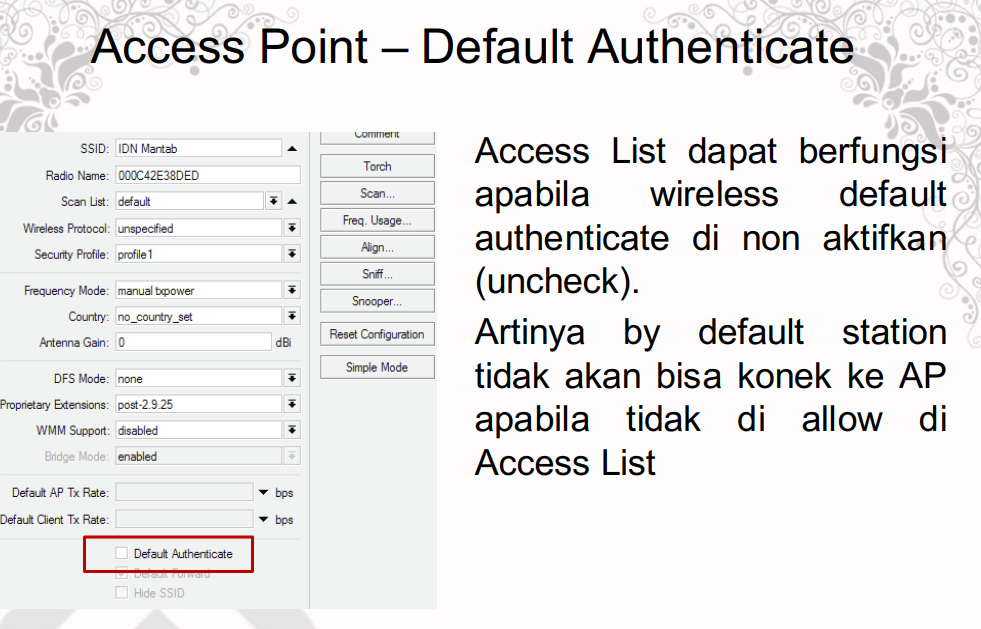 Access Point – Default Authenticate
SSID: IDN Mantab
Radio Name: 000C42E38DED
Scan List: default
Wireless Protocol: unspecified
Security Profile: profile1
Frequency Mode: manual txpower
Country: no_country_set
Antenna Gain: 0 dBi
DFS Mode: none
Proprietary Extensions: post-2.9.25
WMM Support: disabled
Bridge Mode: enabled
Default AP Tx Rate: bps
Default Client Tx Rate: bps
Default Authenticate
Default Forward
Hide SSID
Comment
Torch
Scan...
Freq. Usage...
Align...
Sniff...
Snooper...
Reset Configuration
Simple Mode
Access List dapat berfungsi
apabila wireless default
authenticate di non aktifkan
(uncheck).
Artinya by default station
tidak akan bisa konek ke AP
apabila tidak di allow di
Access List